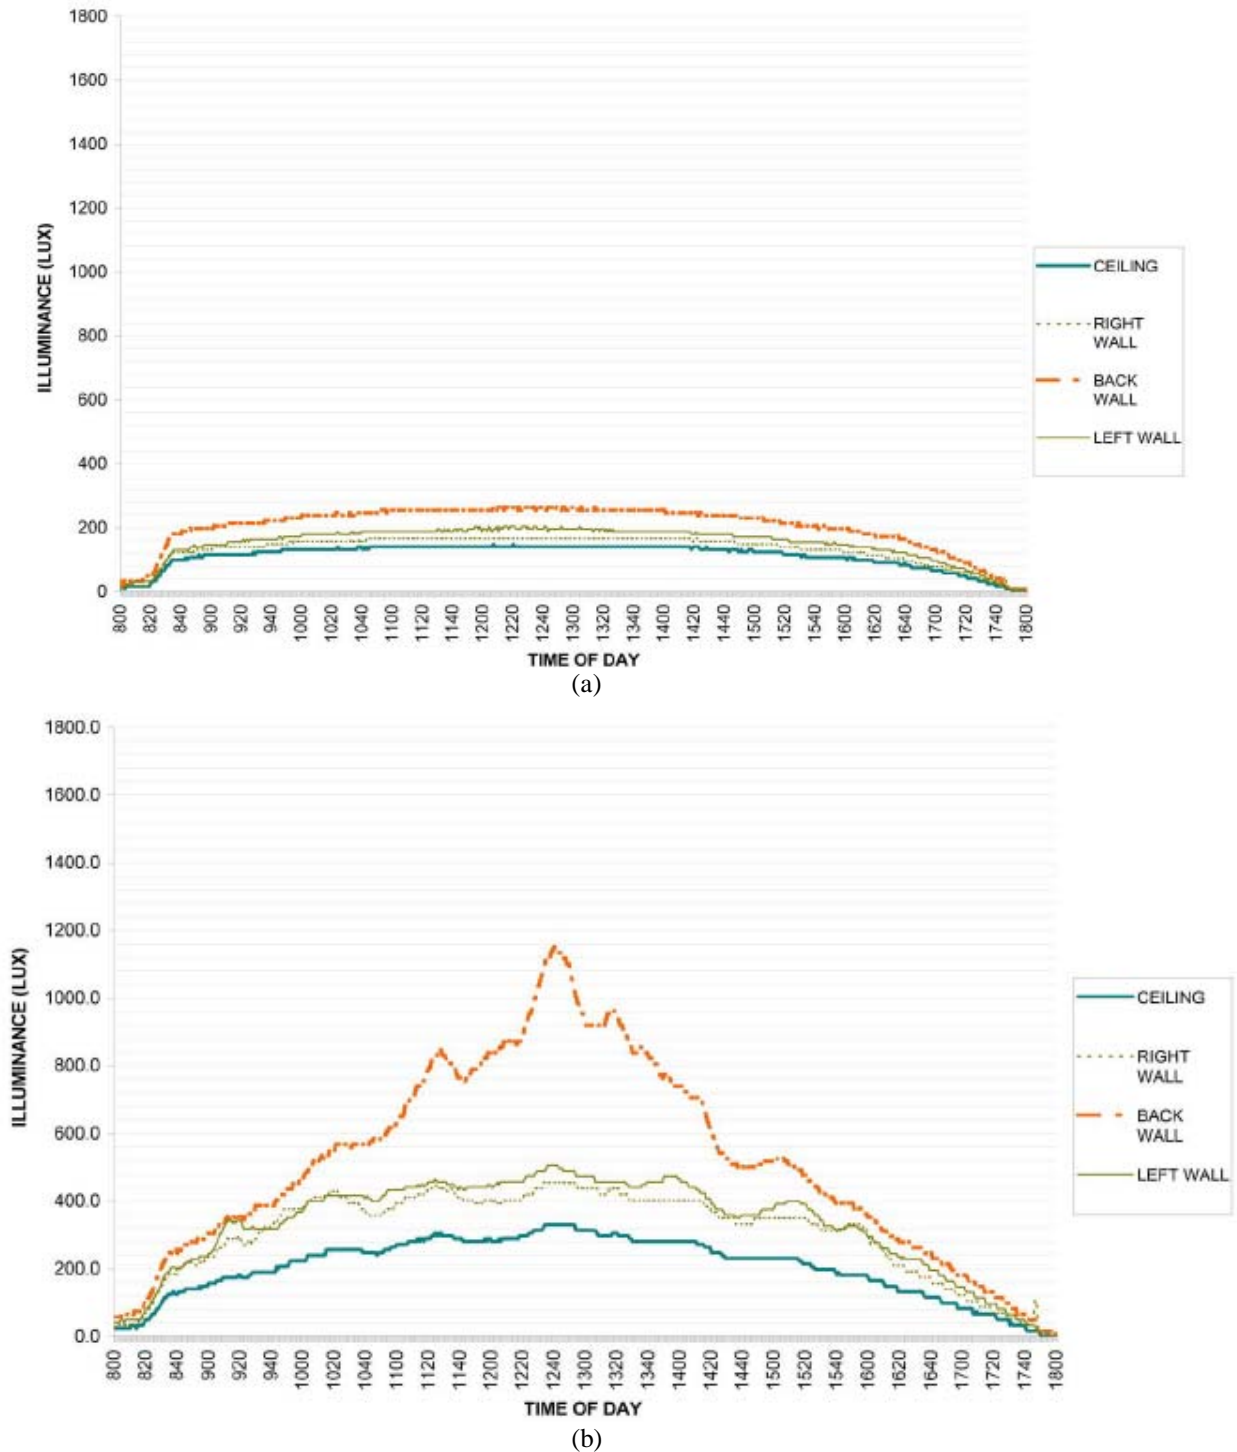 1800
1600
1400
1200
1000
800
600
400
200
0
ILLUMINANCE (LUX)
800 820 840 900 920 940 1000 1020 1040 1100 1120 1140 1200 1220 1240 1300 1320 1340 1400 1420 1440 1500 1520 1540 1600 1620 1640 1700 1720 1740 1800
TIME OF DAY
CEILING
RIGHT
WALL
BACK
WALL
LEFT WALL
(a)
1800.0
1600.0
1400.0
1200.0
1000.0
800.0
600.0
400.0
200.0
0.0
ILLUMINANCE (LUX)
800 820 840 900 920 940 1000 1020 1040 1100 1120 1140 1200 1220 1240 1300 1320 1340 1400 1420 1440 1500 1520 1540 1600 1620 1640 1700 1720 1740 1800
TIME OF DAY
CEILING
RIGHT
WALL
BACK
WALL
LEFT WALL
(b)